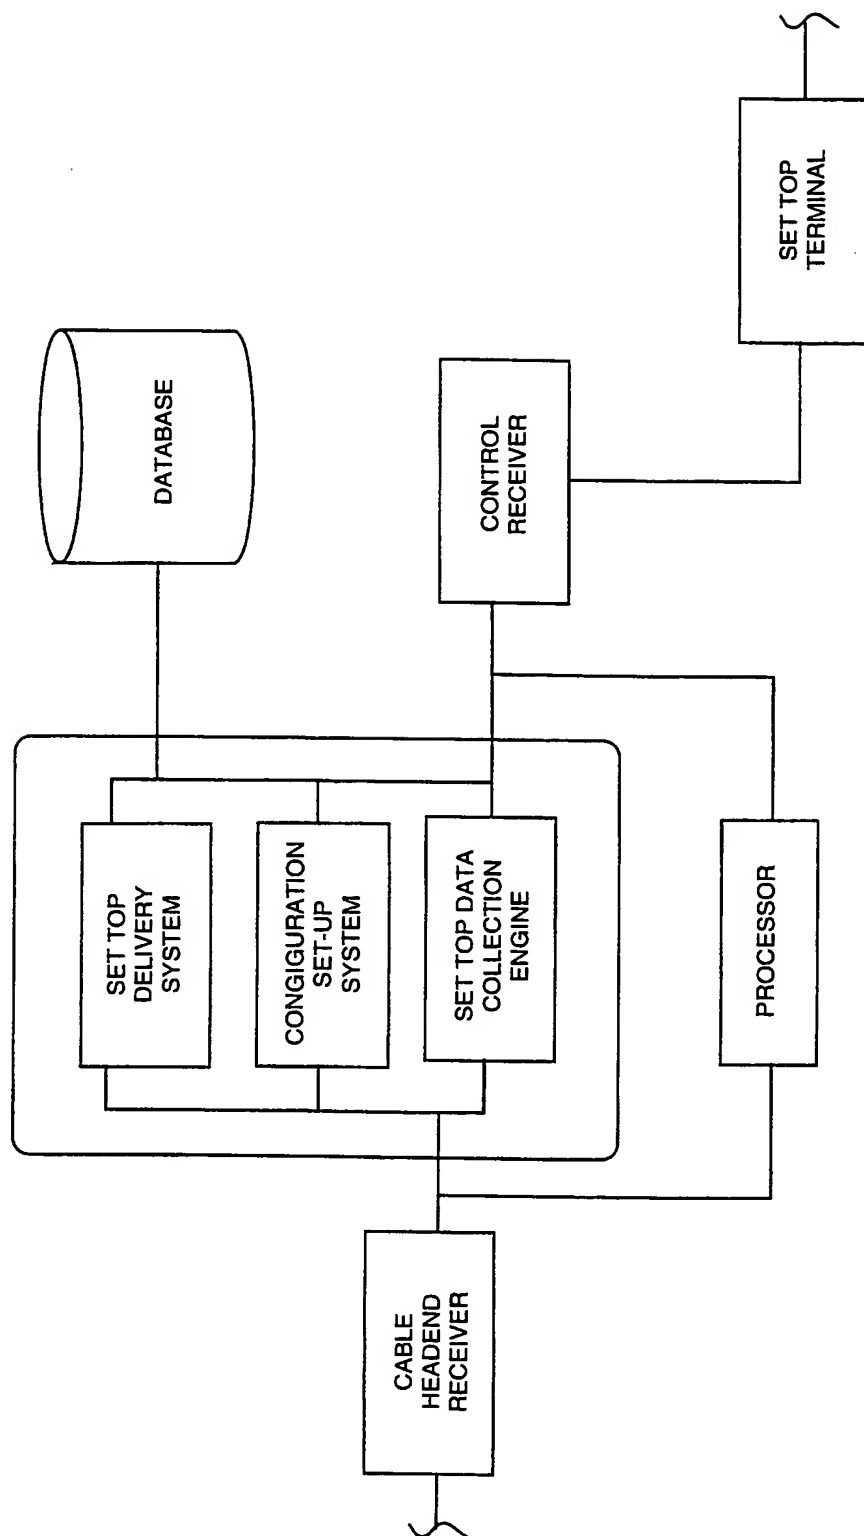 CABLE
HEADEND
RECEIVER
SET TOP
DELIVERY
SYSTEM
CONGIGURATION
SET-UP
SYSTEM
SET TOP DATA
COLLECTION
ENGINE
PROCESSOR
DATABASE
CONTROL
RECEIVER
SET TOP
TERMINAL